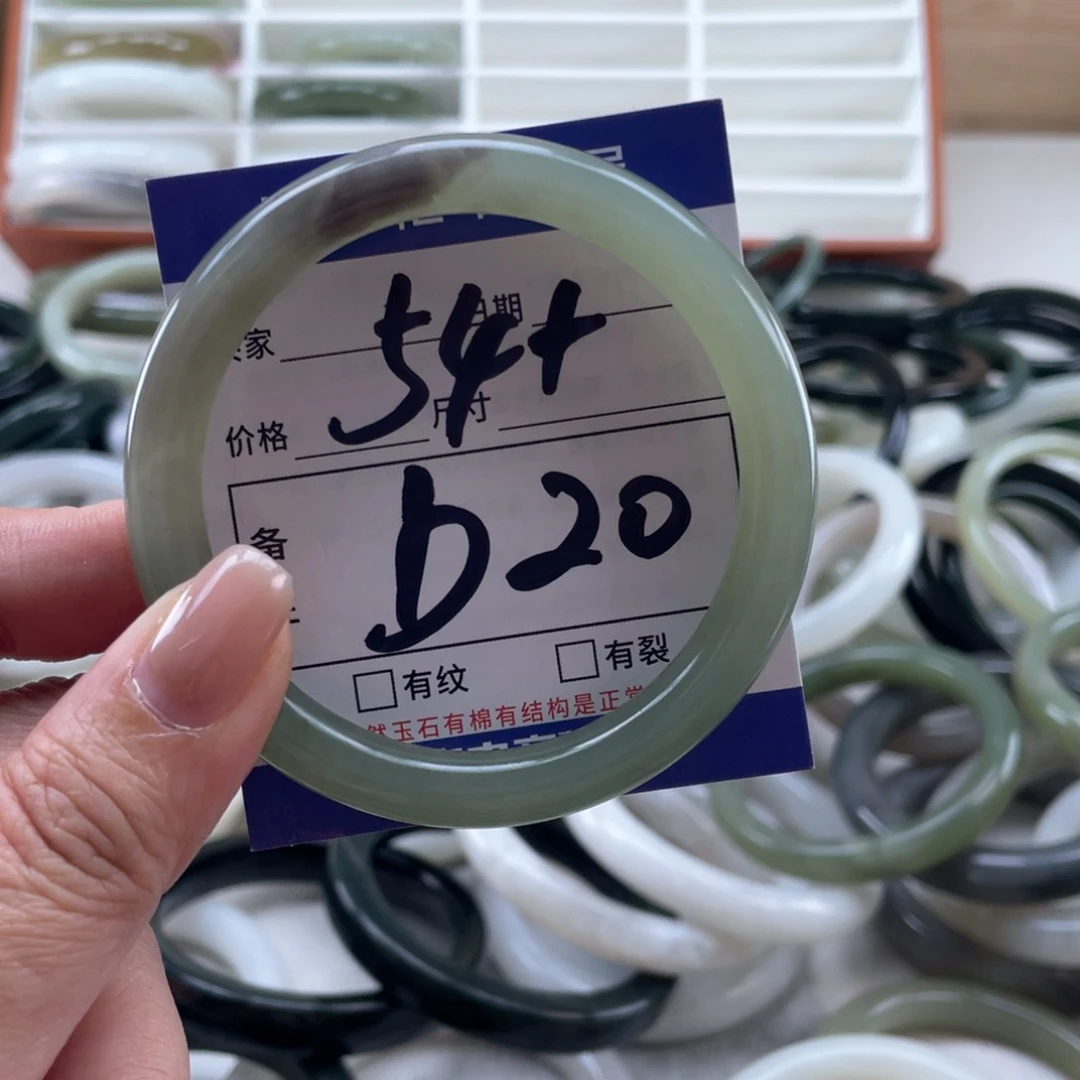 日期
家 54+
价格 尺寸
备 D20
有纹 有裂
然玉石有棉有结构是正常